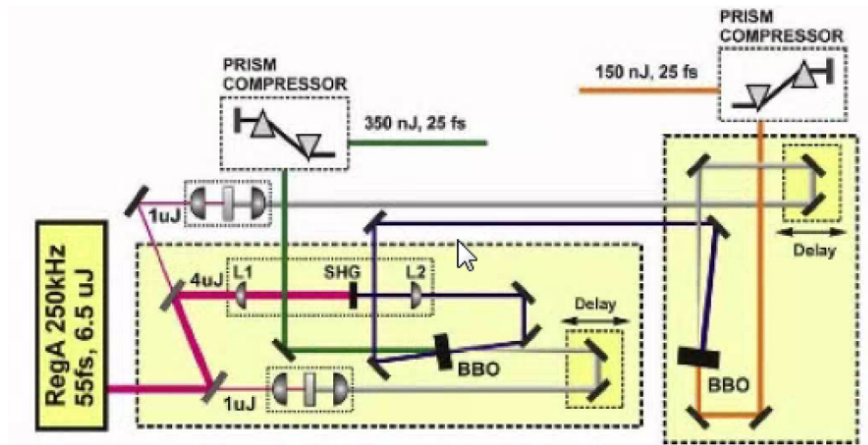 PRISM
COMPRESSOR
PRISM
COMPRESSOR
150 nJ, 25 fs
350 nJ, 25 fs
1uJ
Delay
4uJ
L1
SHG
L2
Delay
RegA 250kHz
55fs, 6.5 uJ
BBO
BBO
1uJ